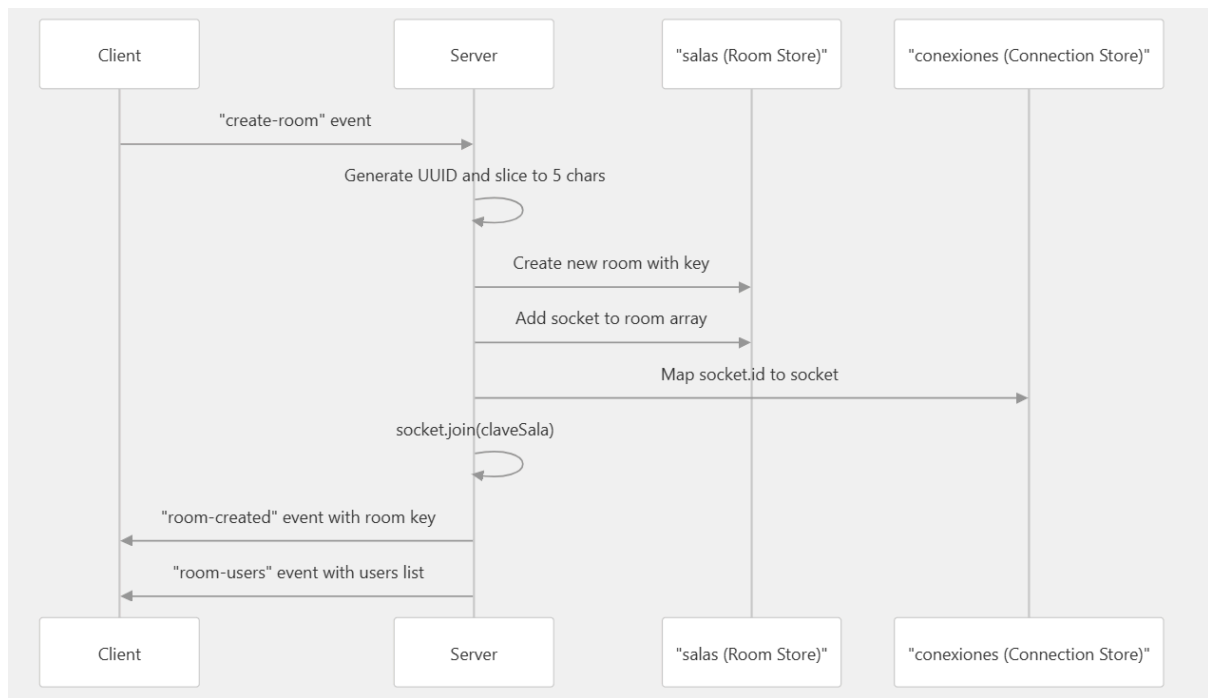 Client
Server
"salas (Room Store)"
"conexiones (Connection Store)"
"create-room" event
Generate UUID and slice to 5 chars
Create new room with key
Add socket to room array
Map socket.id to socket
socket.join(claveSala)
"room-created" event with room key
"room-users" event with users list
Client
Server
"salas (Room Store)"
"conexiones (Connection Store)"